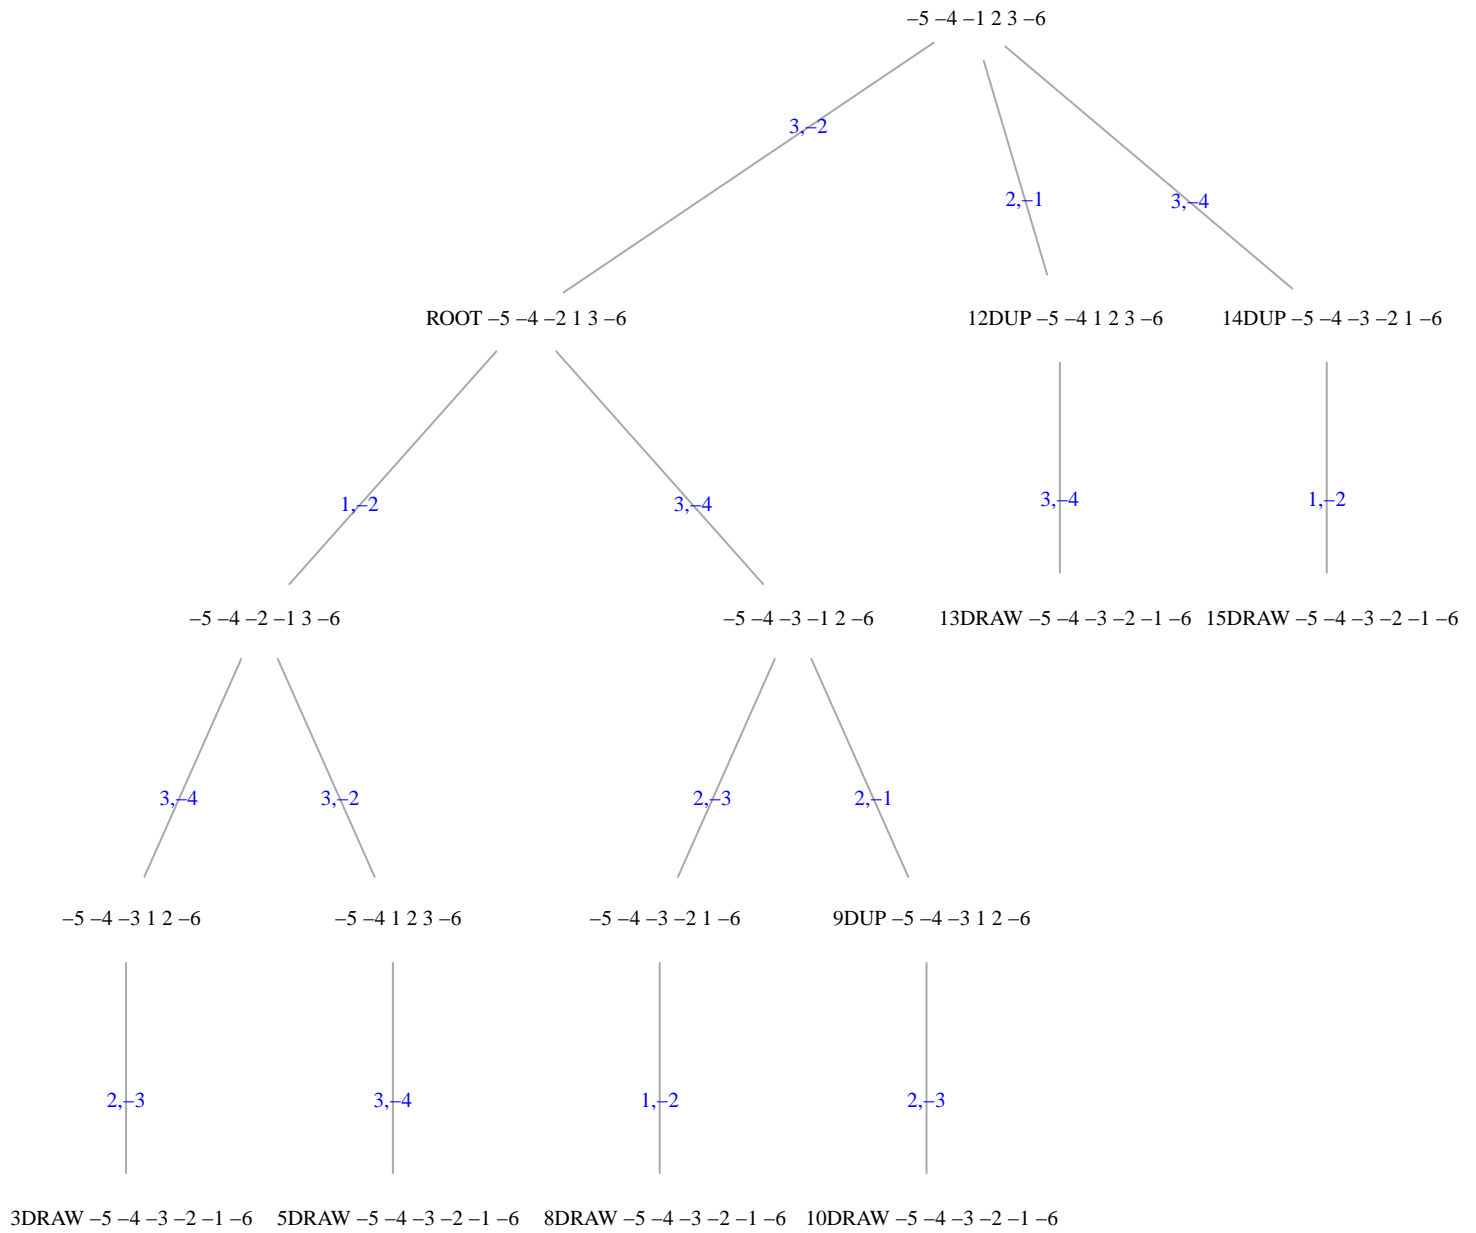 −5 −4 −1 2 3 −6
3,−2
2,−1
3,−4
ROOT −5 −4 −2 1 3 −6
12DUP −5 −4 1 2 3 −6
14DUP −5 −4 −3 −2 1 −6
1,−2
3,−4
3,−4
1,−2
−5 −4 −2 −1 3 −6
−5 −4 −3 −1 2 −6
13DRAW −5 −4 −3 −2 −1 −6
15DRAW −5 −4 −3 −2 −1 −6
3,−4
3,−2
2,−3
2,−1
−5 −4 −3 1 2 −6
−5 −4 1 2 3 −6
−5 −4 −3 −2 1 −6
9DUP −5 −4 −3 1 2 −6
2,−3
3,−4
1,−2
2,−3
3DRAW −5 −4 −3 −2 −1 −6
5DRAW −5 −4 −3 −2 −1 −6
8DRAW −5 −4 −3 −2 −1 −6
10DRAW −5 −4 −3 −2 −1 −6